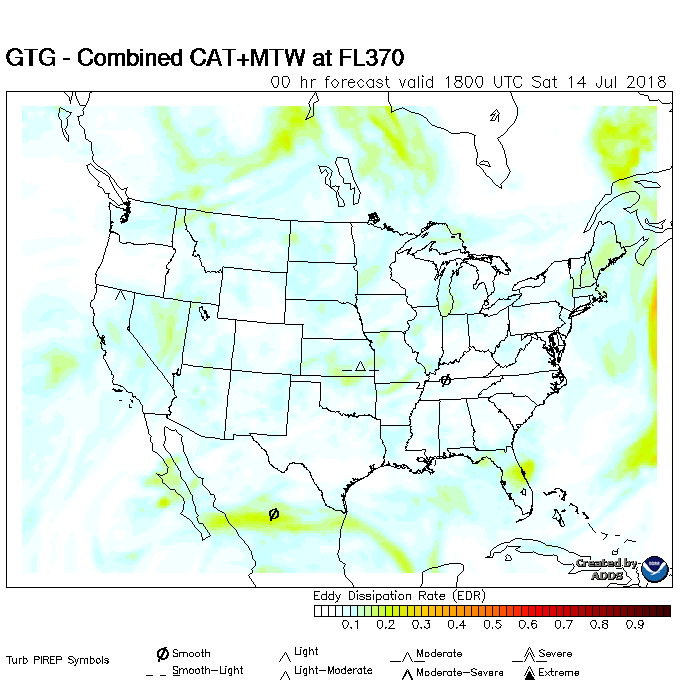 GTG - Combined CAT+MTW at FL370
00 hr forecast valid 1800 UTC Sat 14 Jul 2018
Created by
ADDS
Eddy Dissipation Rate (EDR)
0.1 0.2 0.3 0.4 0.5 0.6 0.7 0.8 0.9
Turb PIREP Symbols
Smooth Light Moderate Severe
Smooth-Light Light-Moderate Moderate-Severe Extreme